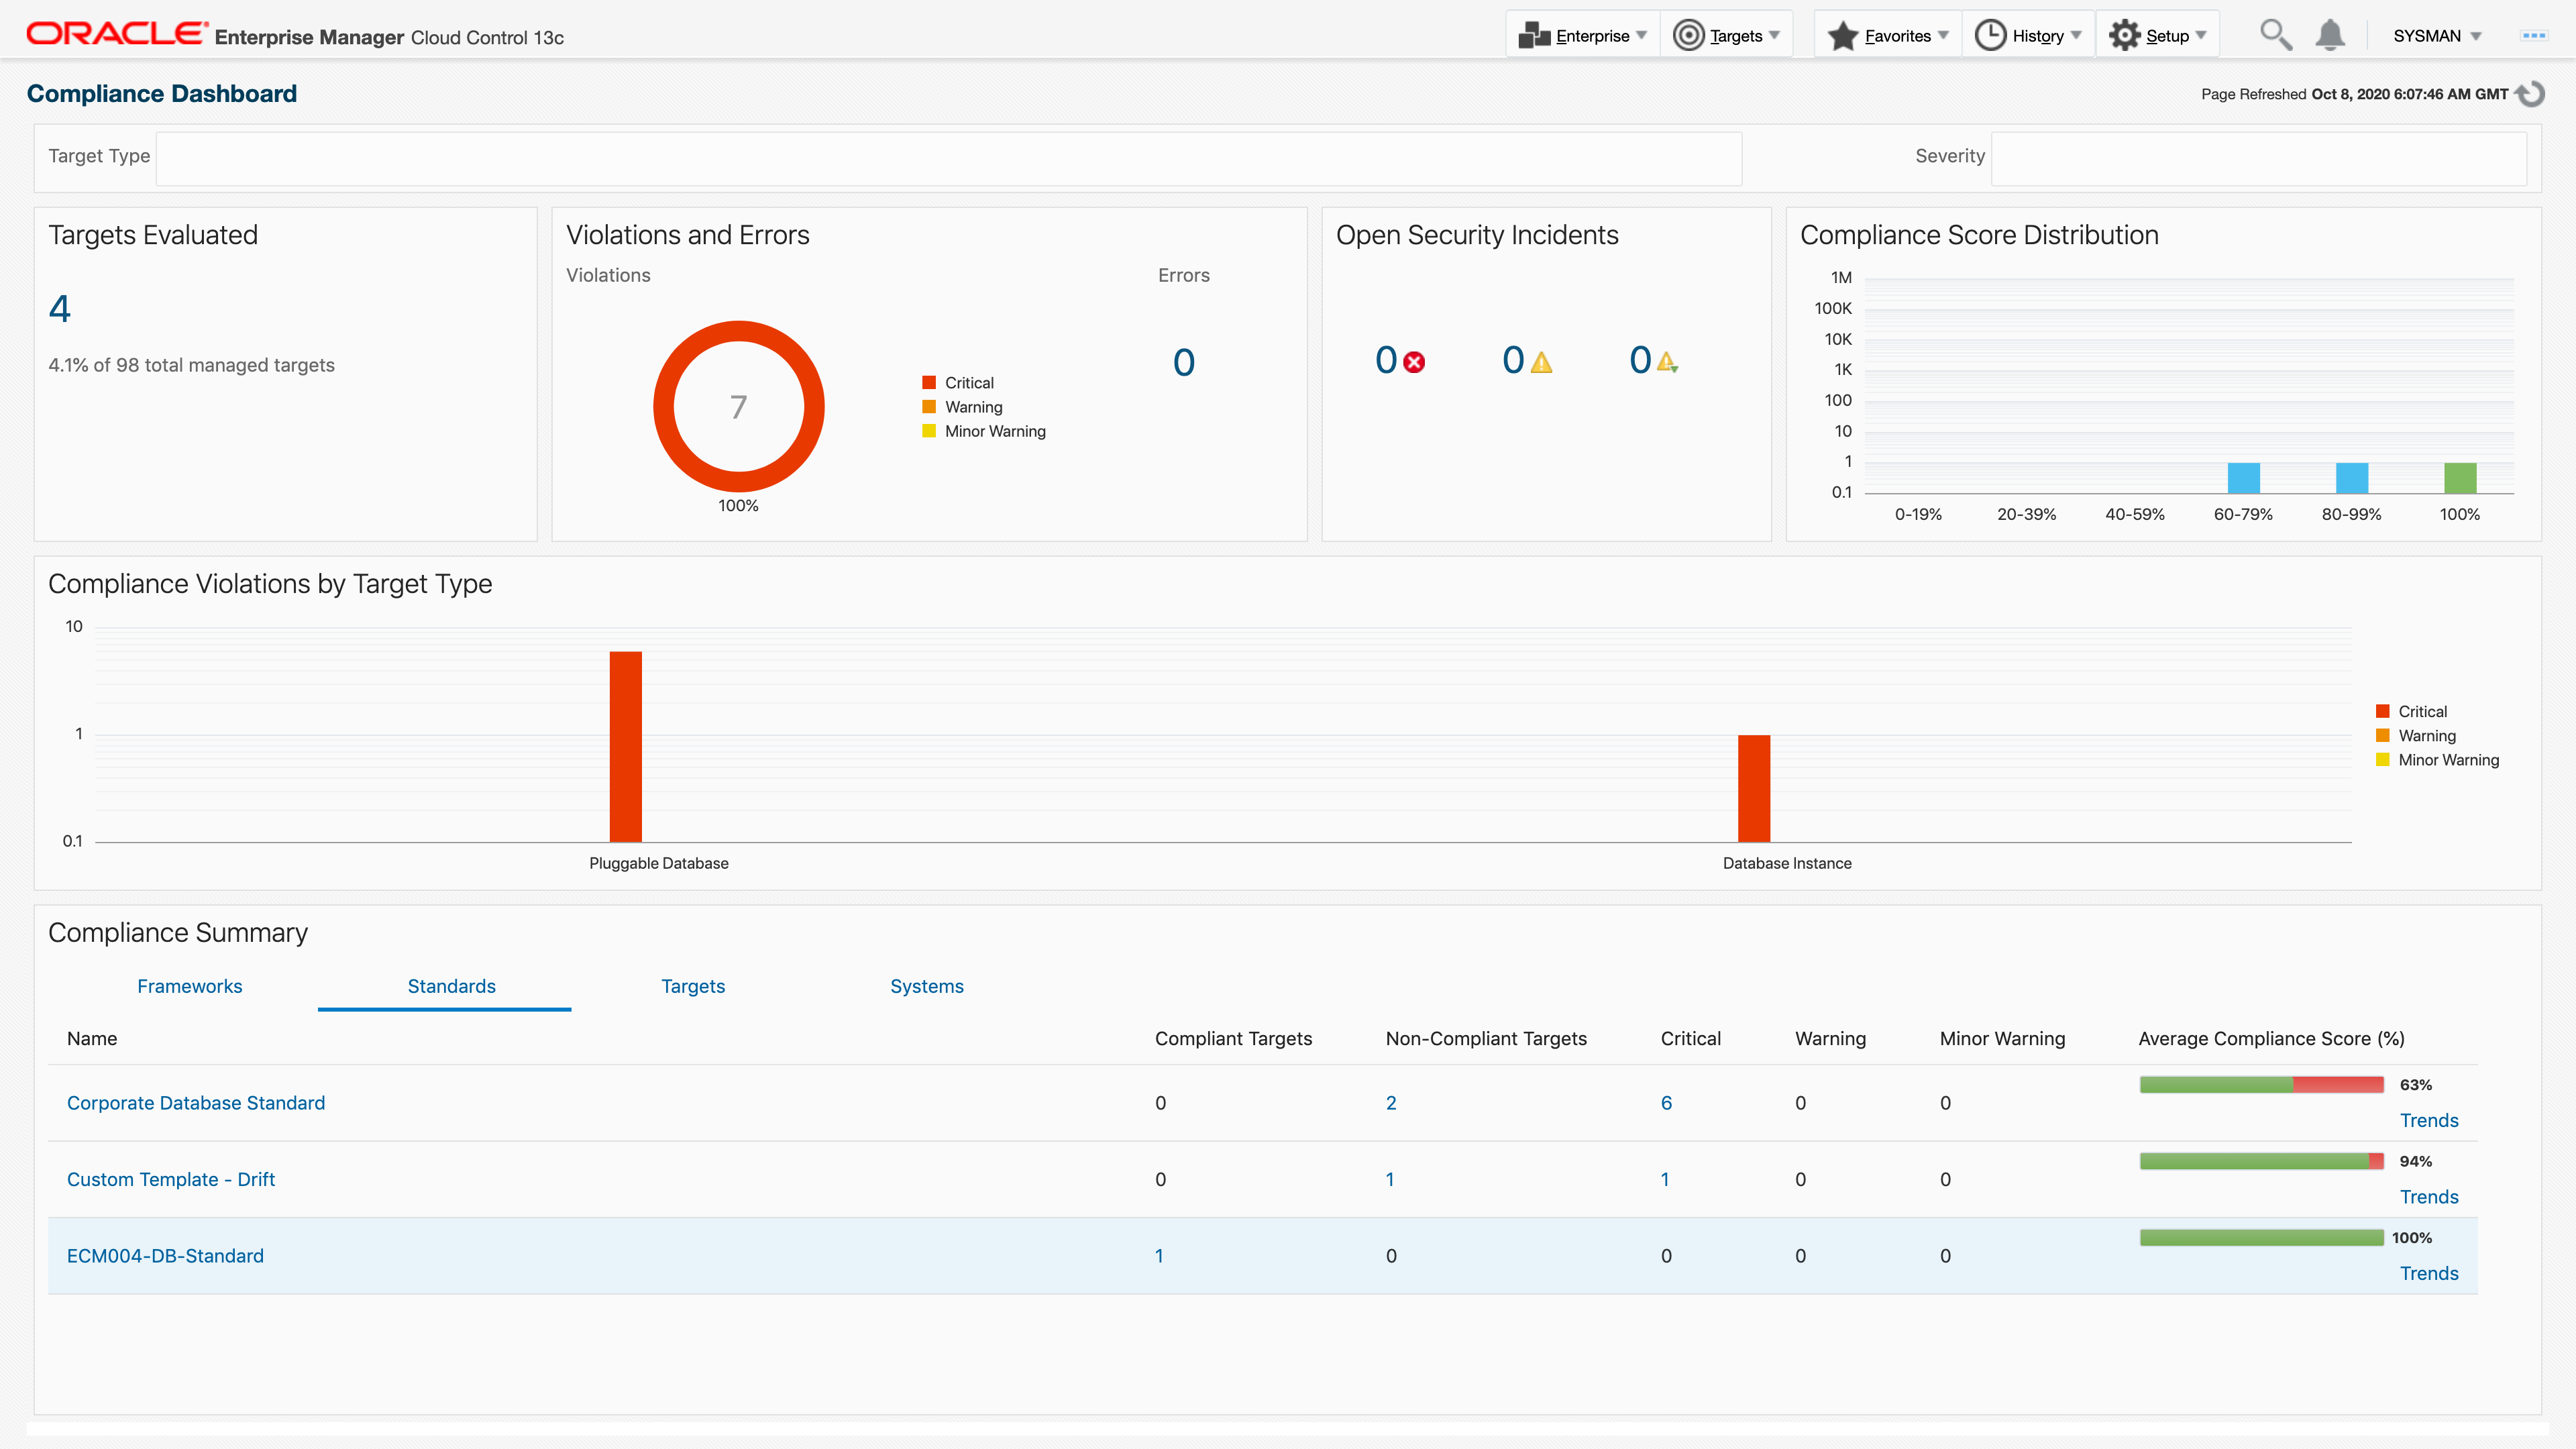 ORACLE® Enterprise Manager Cloud Control 13c
Enterprise Targets Favorites History Setup SYSMAN
Compliance Dashboard
Page Refreshed Oct 8, 2020 6:07:46 AM GMT
Target Type Severity
Targets Evaluated
4
4.1% of 98 total managed targets
Violations and Errors
Violations
7
100%
Critical
Warning
Minor Warning
Errors
0
Open Security Incidents
0 0 0
Compliance Score Distribution
1M
100K
10K
1K
100
10
1
0.1
0-19% 20-39% 40-59% 60-79% 80-99% 100%
Compliance Violations by Target Type
10
1
0.1
Pluggable Database Database Instance
Critical
Warning
Minor Warning
Compliance Summary
Frameworks Standards Targets Systems
Name Compliant Targets Non-Compliant Targets Critical Warning Minor Warning Average Compliance Score (%)
Corporate Database Standard 0 2 6 0 0 63%
Trends
Custom Template - Drift 0 1 1 0 0 94%
Trends
ECM004-DB-Standard 1 0 0 0 0 100%
Trends